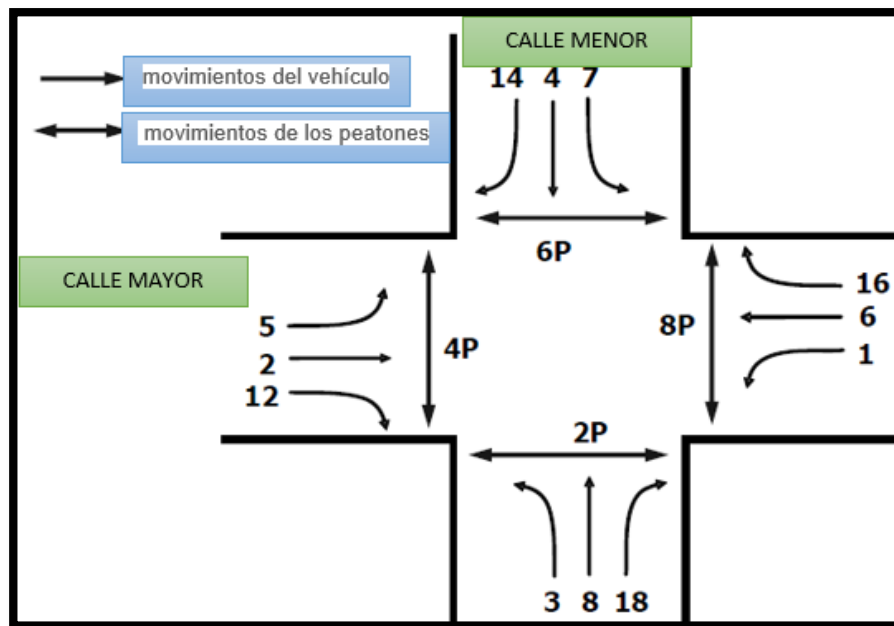 CALLE MENOR
movimientos del vehículo
14 4 7
movimientos de los peatones
6P
CALLE MAYOR
16
5
8P
6
4P
2
1
12
2P
3 8 18